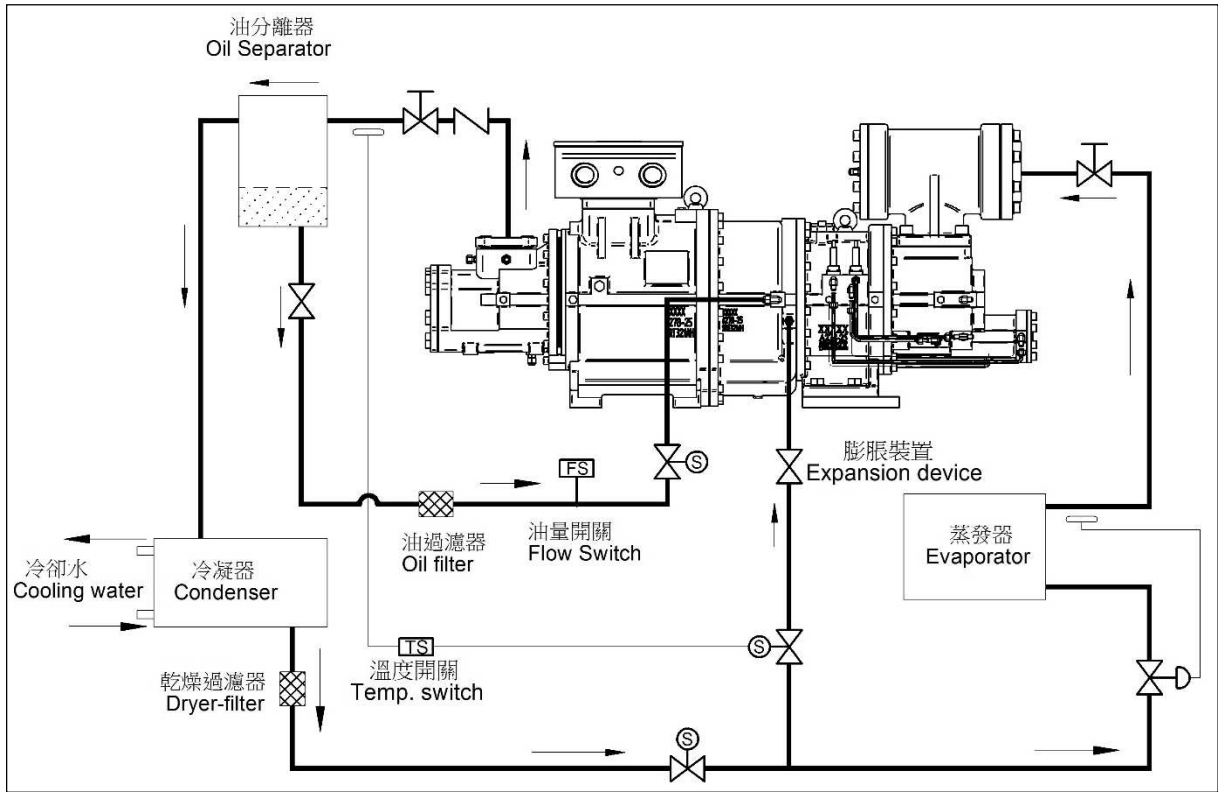 油分離器
Oil Separator
膨脹裝置
Expansion device
FS
S
油過濾器
Oil filter
油量開關
Flow Switch
蒸發器
Evaporator
冷卻水
Cooling water
冷凝器
Condenser
TS
S
溫度開關
Temp. switch
乾燥過濾器
Dryer-filter
S